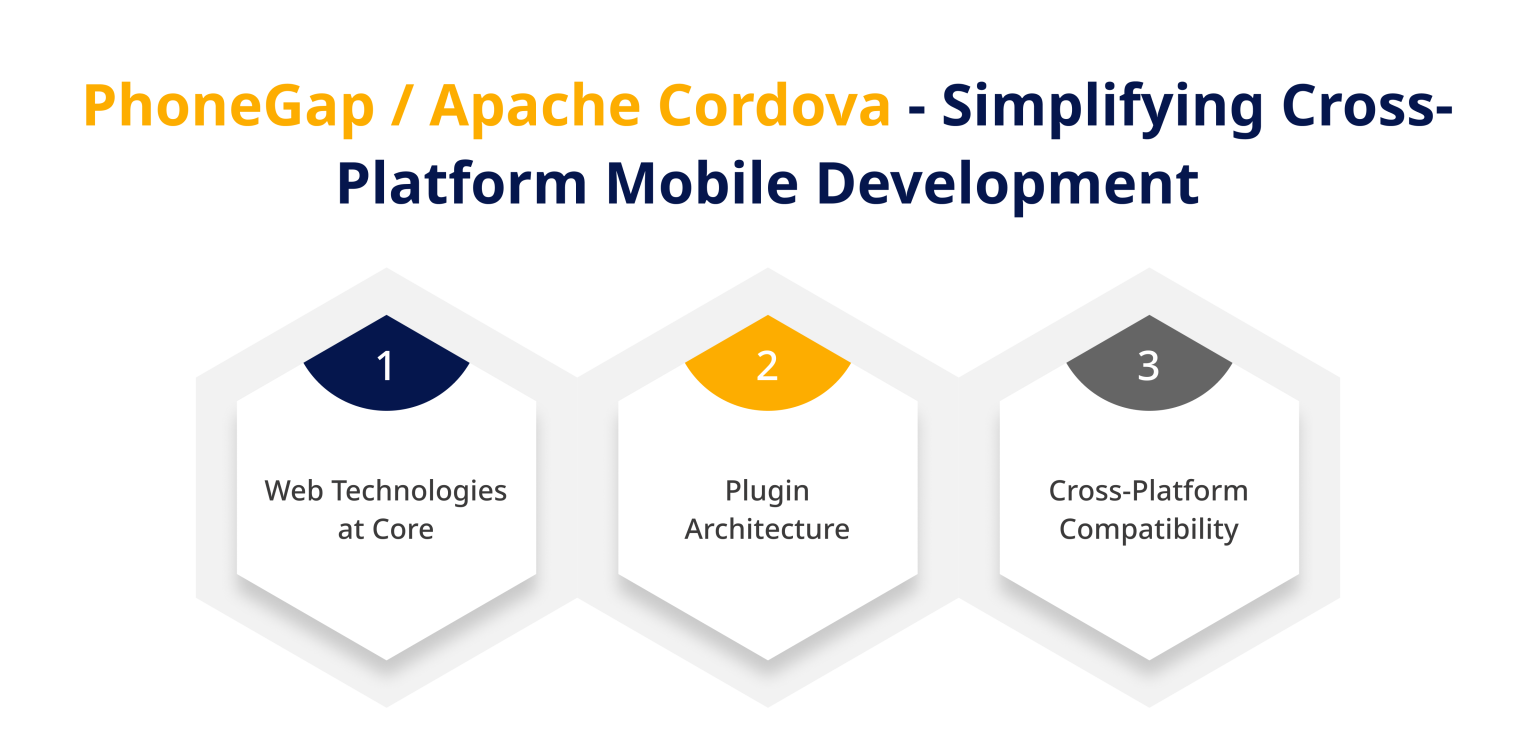 PhoneGap / Apache Cordova - Simplifying Cross-
Platform Mobile Development
1
Web Technologies
at Core
2
Plugin
Architecture
3
Cross-Platform
Compatibility